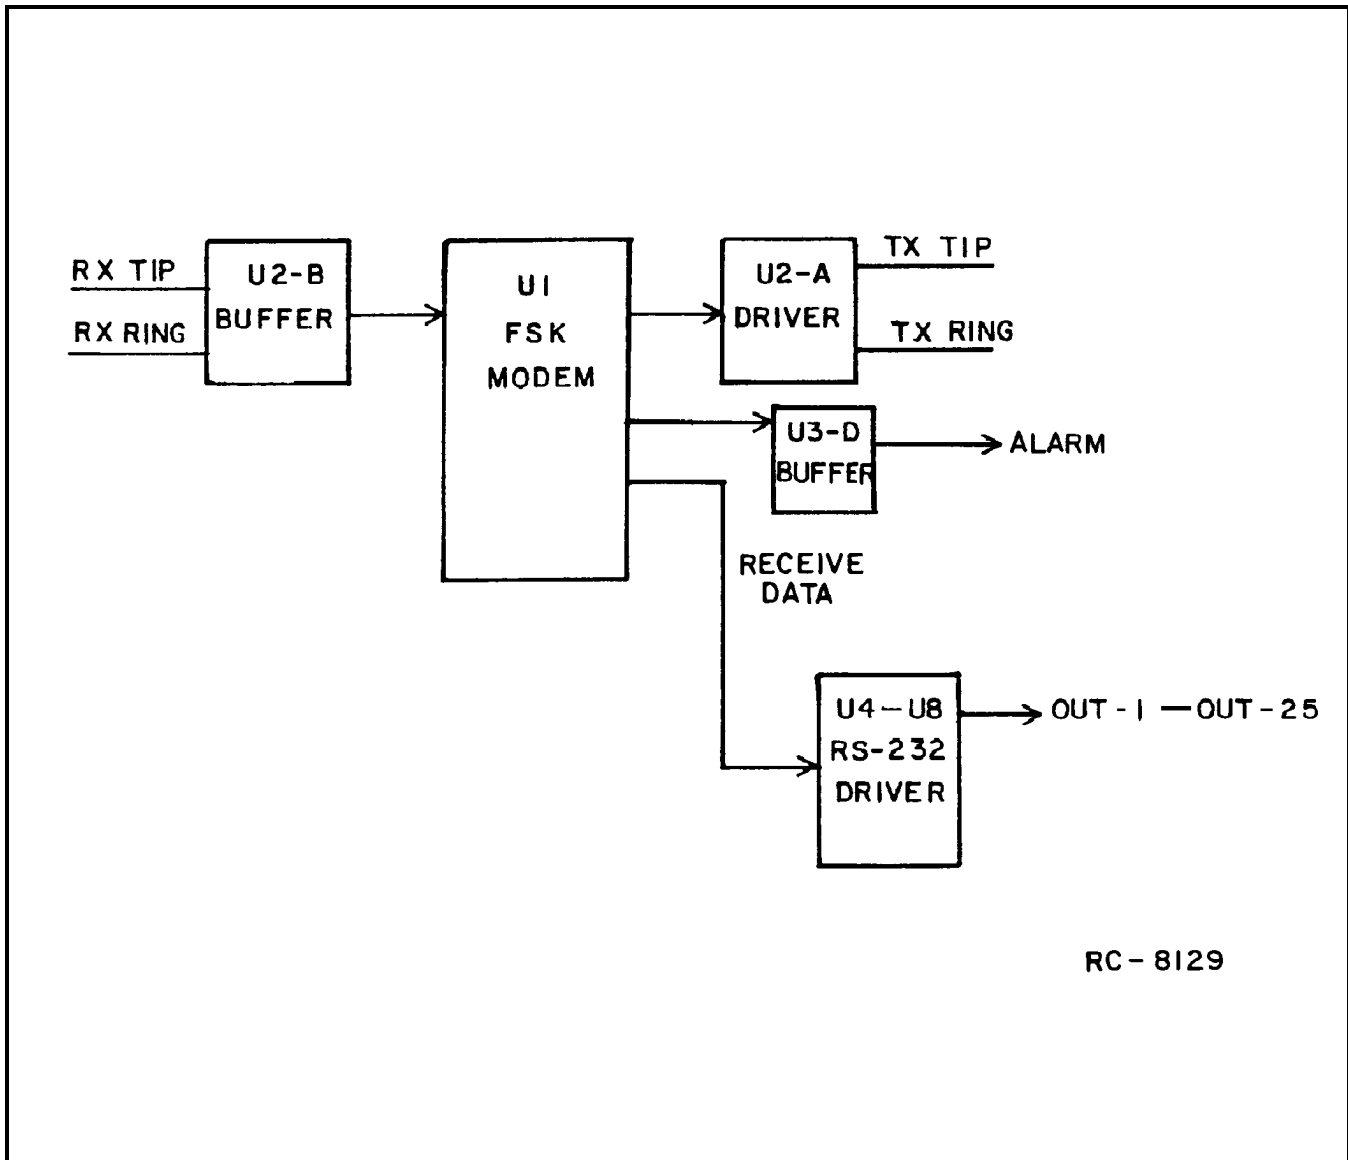 RX TIP
RX RING
U2-B
BUFFER
U1
FSK
MODEM
U2-A
DRIVER
TX TIP
TX RING
U3-D
BUFFER
ALARM
RECEIVE
DATA
U4-U8
RS-232
DRIVER
OUT-1 — OUT-25
RC-8129